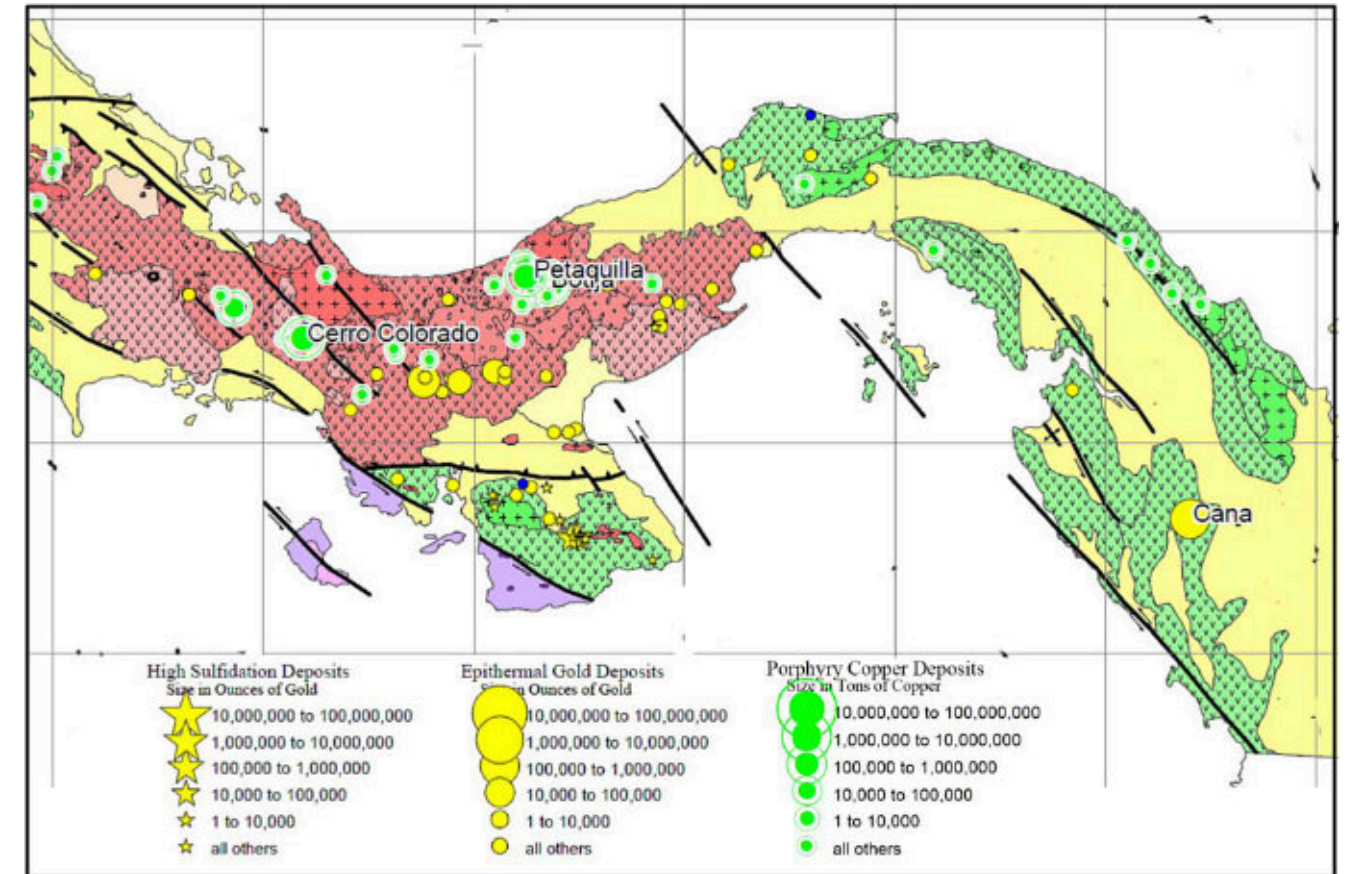 Petaquilla
Botija
Cerro Colorado
Cana
High Sulfidation Deposits
Size in Ounces of Gold
10,000,000 to 100,000,000
1,000,000 to 10,000,000
100,000 to 1,000,000
10,000 to 100,000
1 to 10,000
all others
Epithermal Gold Deposits
Size in Ounces of Gold
10,000,000 to 100,000,000
1,000,000 to 10,000,000
100,000 to 1,000,000
10,000 to 100,000
1 to 10,000
all others
Porphyry Copper Deposits
Size in Tons of Copper
10,000,000 to 100,000,000
1,000,000 to 10,000,000
100,000 to 1,000,000
10,000 to 100,000
1 to 10,000
all others